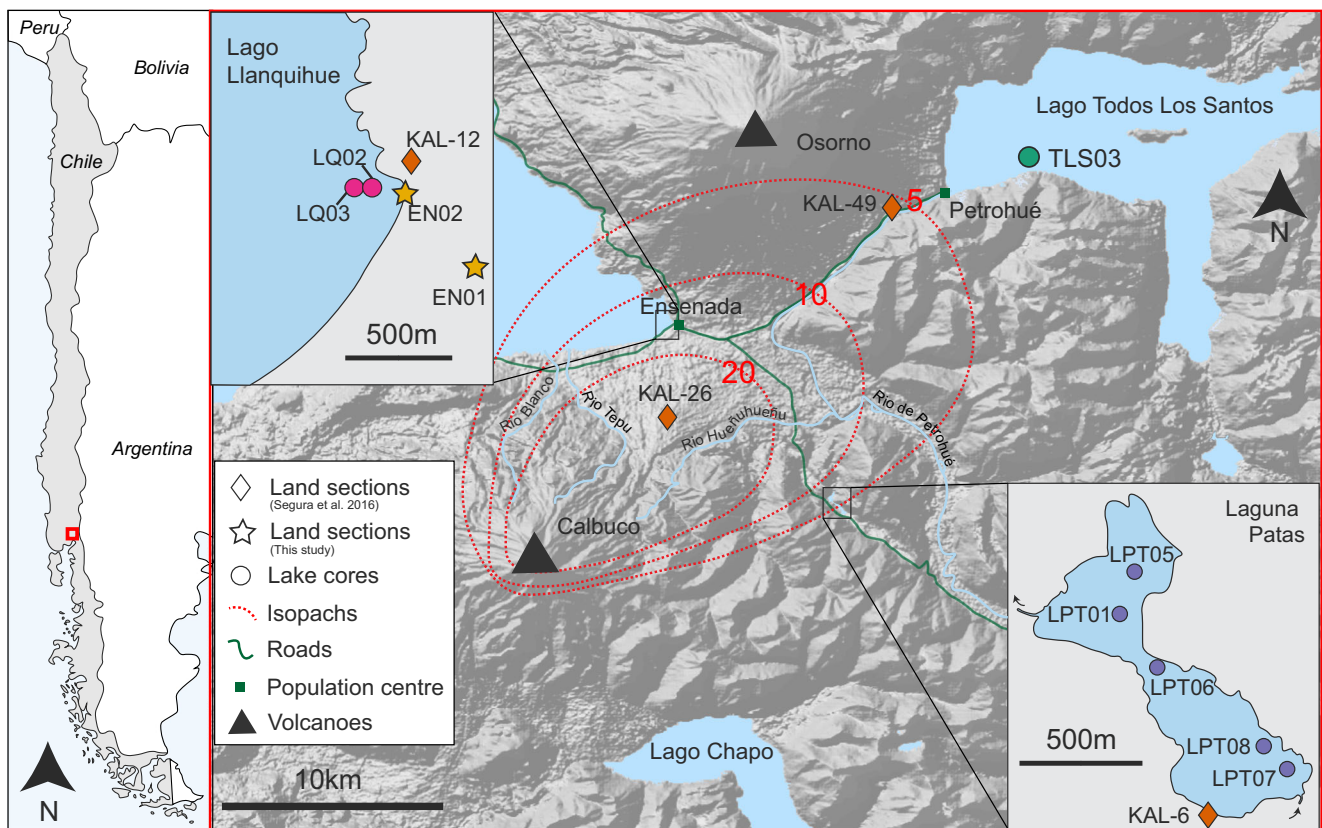 Peru
Bolivia
Chile
Argentina
N
Lago
Llanquihue
KAL-12
LQ02
LQ03
EN02
EN01
500m
Osorno
Lago Todos Los Santos
TLS03
KAL-49
5
Petrohué
N
10
Ensenada
20
KAL-26
Rio Blanco
Rio Tepu
Rio Hueñuhueñu
Rio de Petrohué
Calbuco
Land sections
(Segura et al. 2016)
Land sections
(This study)
Lake cores
Isopachs
Roads
Population centre
Volcanoes
10km
Lago Chapo
Laguna
Patas
LPT05
LPT01
LPT06
LPT08
LPT07
500m
KAL-6